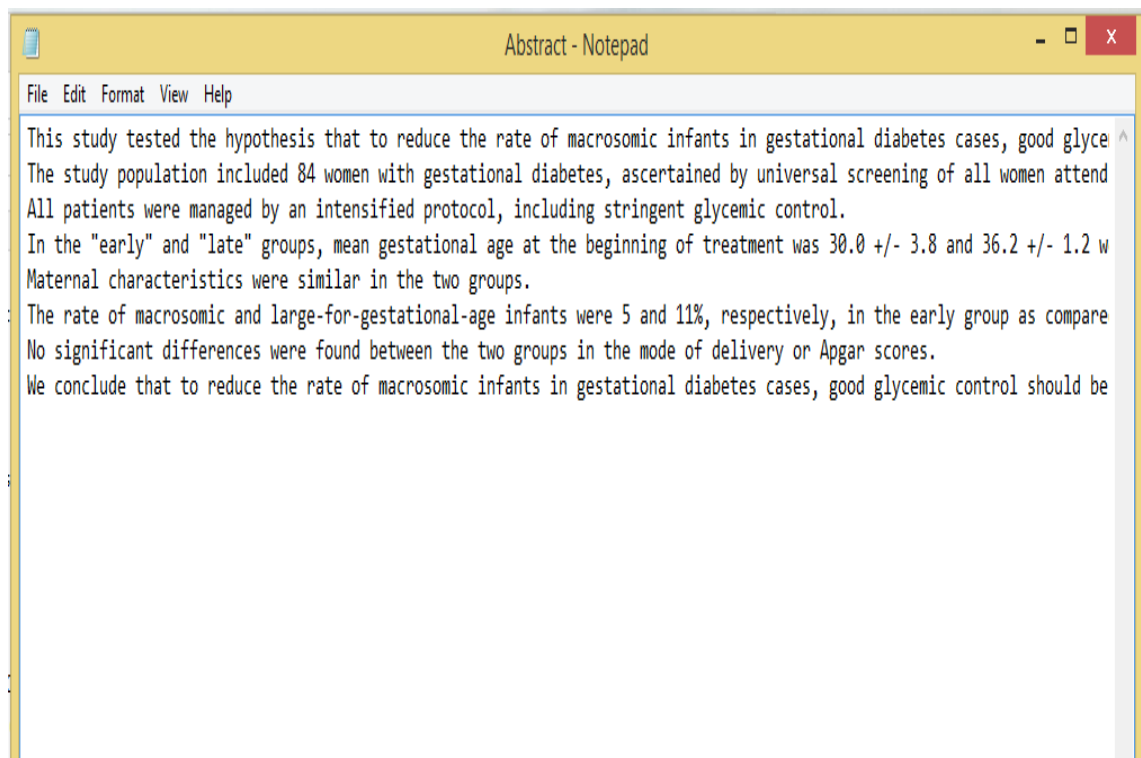 Abstract - Notepad
File Edit Format View Help
This study tested the hypothesis that to reduce the rate of macrosomic infants in gestational diabetes cases, good glyce
The study population included 84 women with gestational diabetes, ascertained by universal screening of all women attend
All patients were managed by an intensified protocol, including stringent glycemic control.
In the "early" and "late" groups, mean gestational age at the beginning of treatment was 30.0 +/- 3.8 and 36.2 +/- 1.2 w
Maternal characteristics were similar in the two groups.
The rate of macrosomic and large-for-gestational-age infants were 5 and 11%, respectively, in the early group as compare
No significant differences were found between the two groups in the mode of delivery or Apgar scores.
We conclude that to reduce the rate of macrosomic infants in gestational diabetes cases, good glycemic control should be